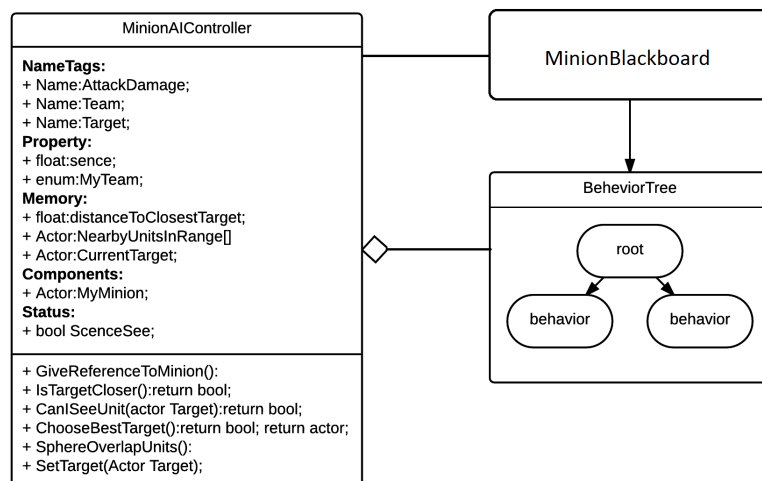 MinionAIController
NameTags:
+ Name:AttackDamage;
+ Name:Team;
+ Name:Target;
Property:
+ float:sence;
+ enum:MyTeam;
Memory:
+ float:distanceToClosestTarget;
+ Actor:NearbyUnitsInRange[]
+ Actor:CurrentTarget;
Components:
+ Actor:MyMinion;
Status:
+ bool ScenceSee;
+ GiveReferenceToMinion():
+ IsTargetCloser():return bool;
+ CanISeeUnit(actor Target):return bool;
+ ChooseBestTarget():return bool; return actor;
+ SphereOverlapUnits():
+ SetTarget(Actor Target);
MinionBlackboard
BeheviorTree
root
behavior
behavior